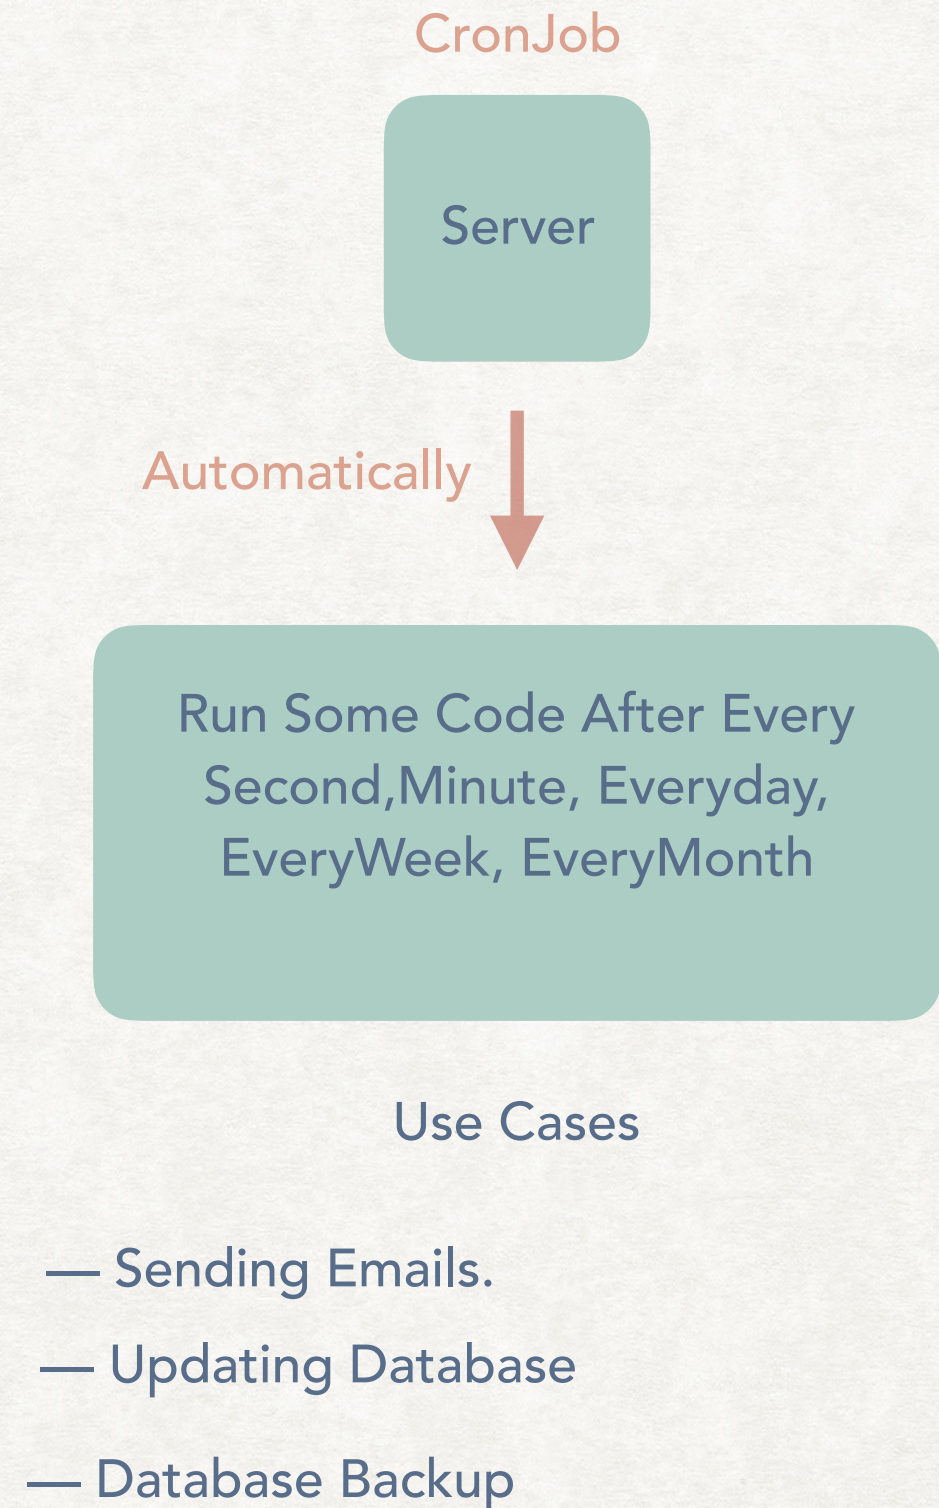 CronJob
Server
Automatically
Run Some Code After Every
Second,Minute, Everyday,
EveryWeek, EveryMonth
Use Cases
— Sending Emails.
— Updating Database
— Database Backup